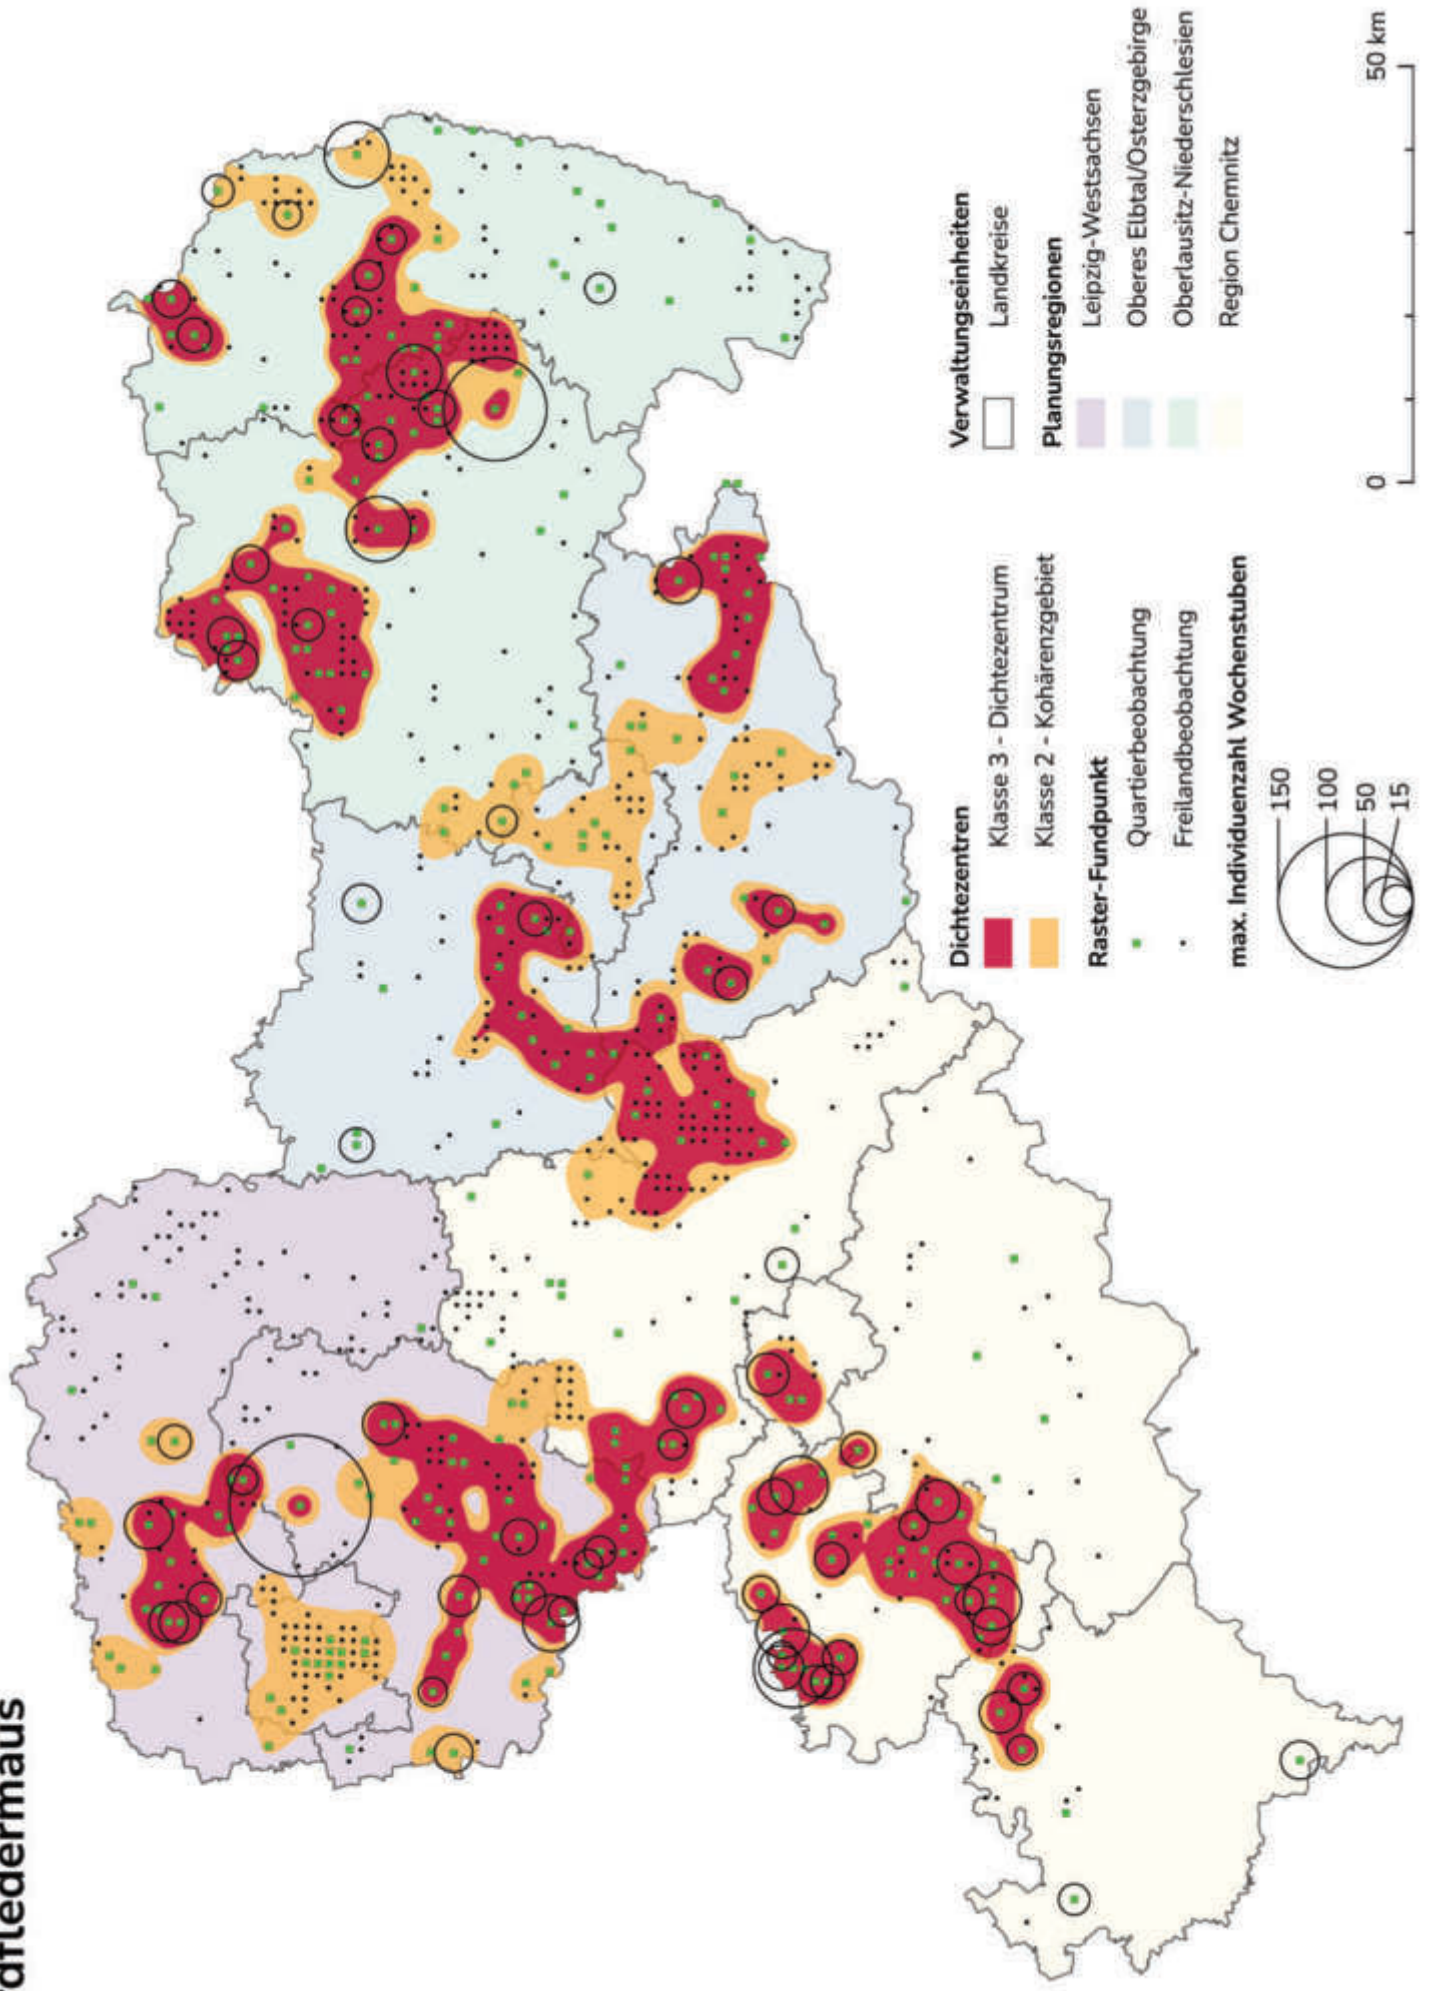 dfledermaus
Dichtezentren
Klasse 3 - Dichtezentrum
Klasse 2 - Kohärenzgebiet
Raster-Fundpunkt
Quartierbeobachtung
Freilandbeobachtung
max. Individuenzahl Wochenstuben
150
100
50
15
Verwaltungseinheiten
Landkreise
Planungsregionen
Leipzig-Westsachsen
Oberes Elbtal/Osterzgebirge
Oberlausitz-Niederschlesien
Region Chemnitz
0
50 km